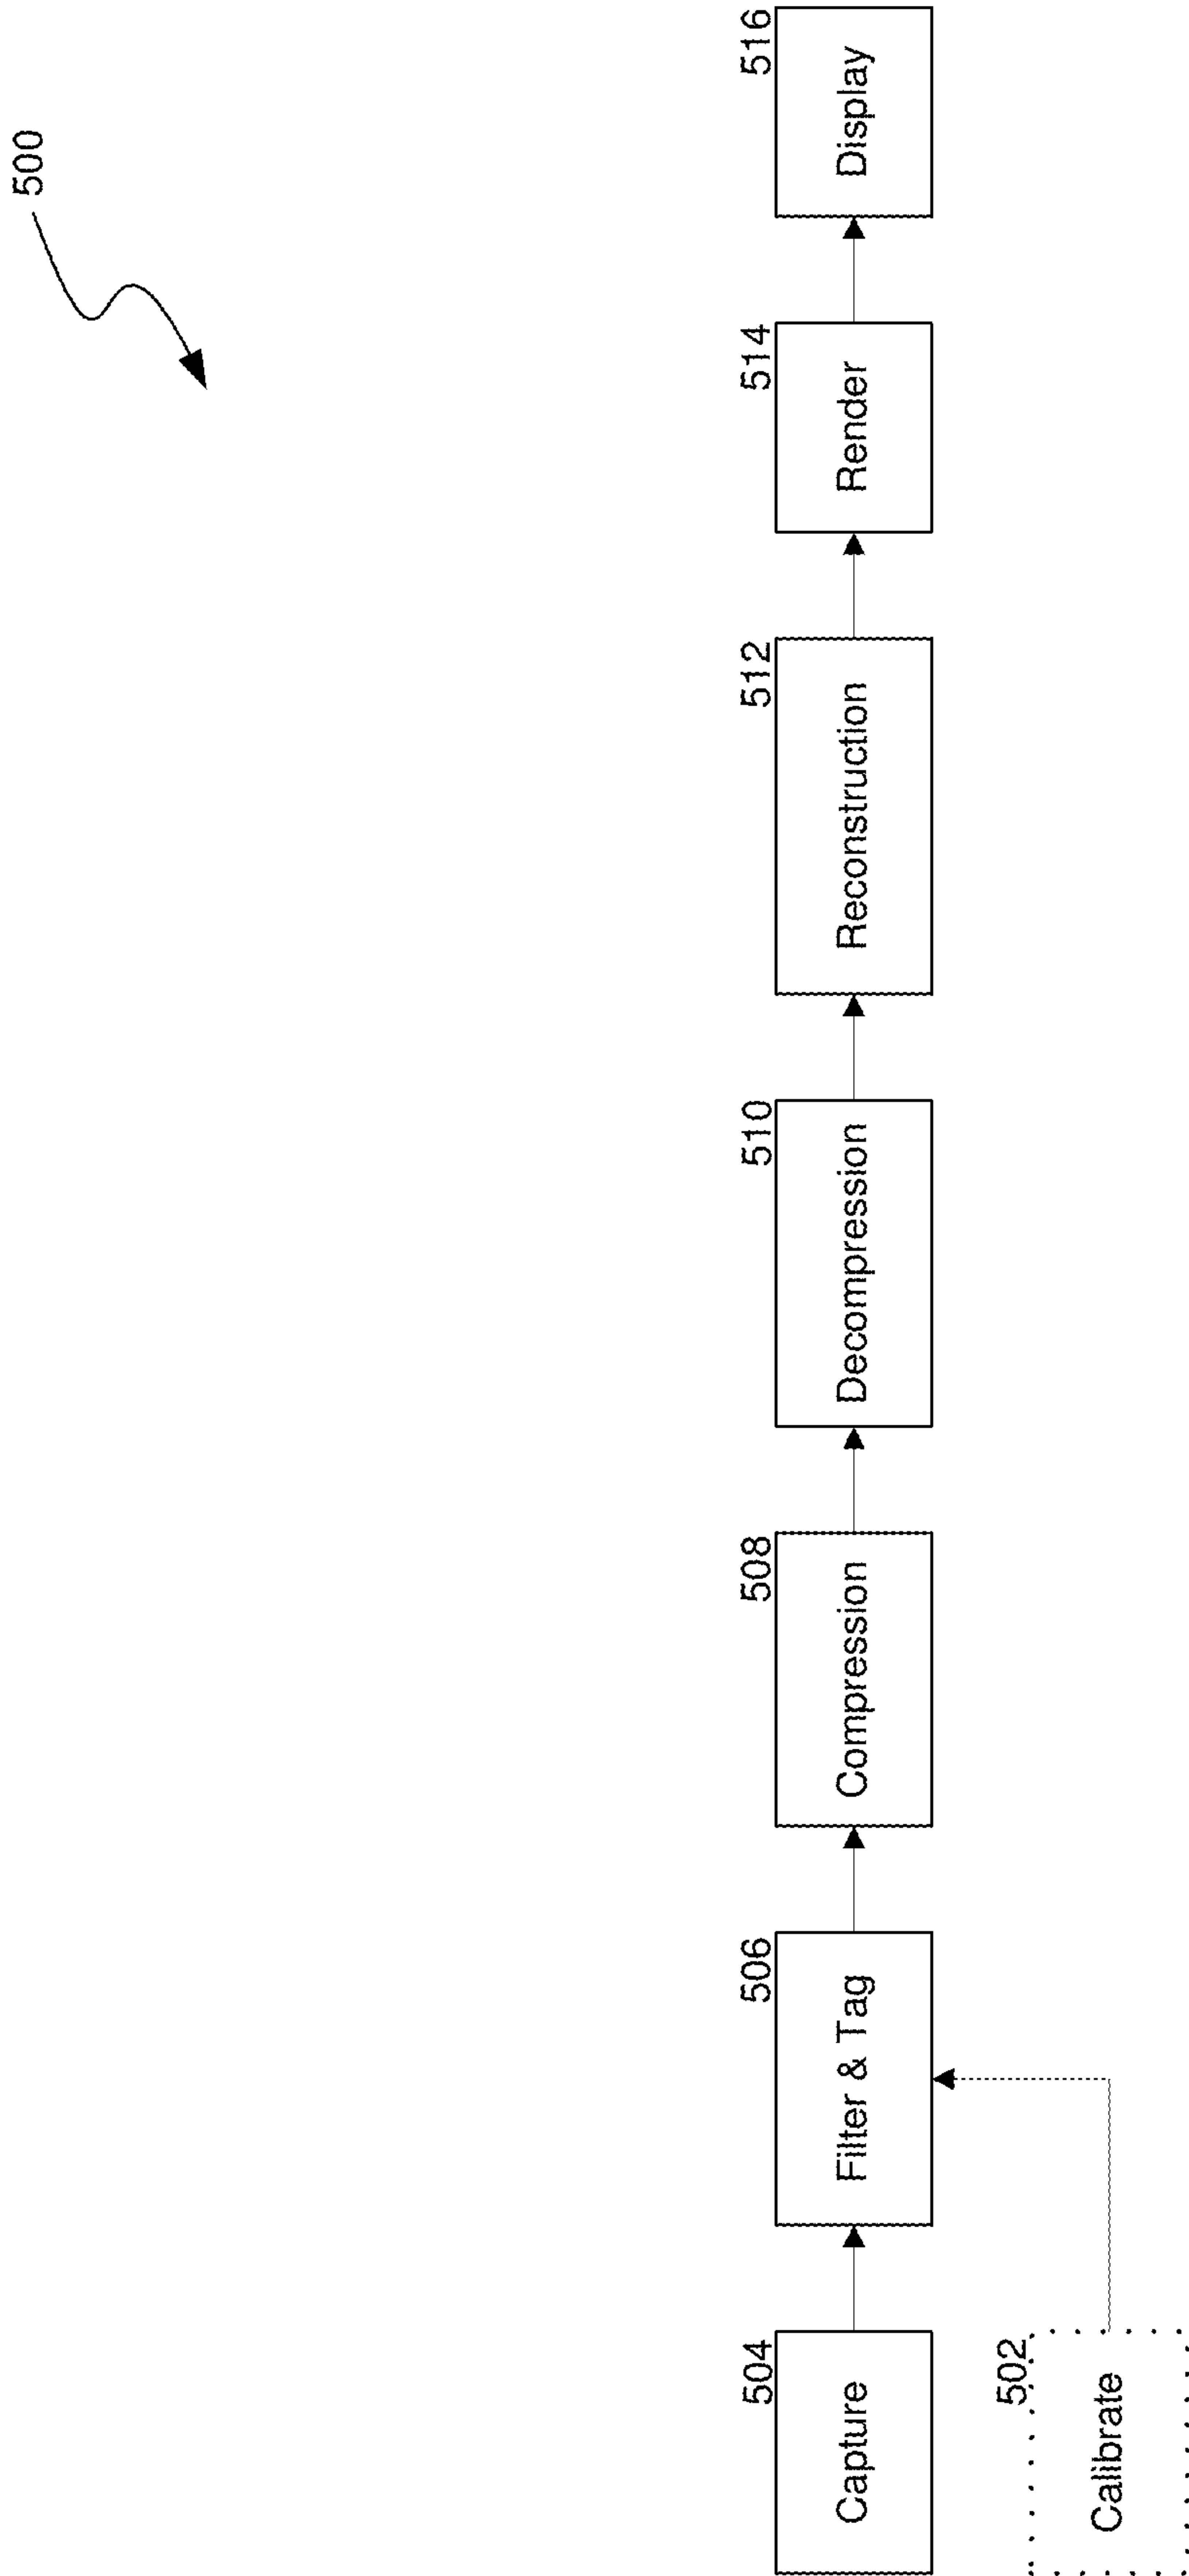 500
504
Capture
506
Filter & Tag
508
Compression
510
Decompression
512
Reconstruction
514
Render
516
Display
502
Calibrate